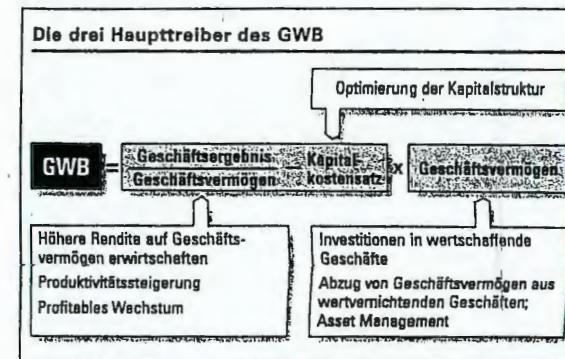 Die drei Haupttreiber des GWB
Optimierung der Kapitalstruktur
GWB = Geschäftsergebnis - Kapital- x Geschäftsvermögen
Geschäftsvermögen kostensatz
Höhere Rendite auf Geschäfts-
vermögen erwirtschaften
Produktivitätssteigerung
Profitables Wachstum
Investitionen in wertschaffende
Geschäfte
Abzug von Geschäftsvermögen aus
wertvernichtenden Geschäften;
Asset Management